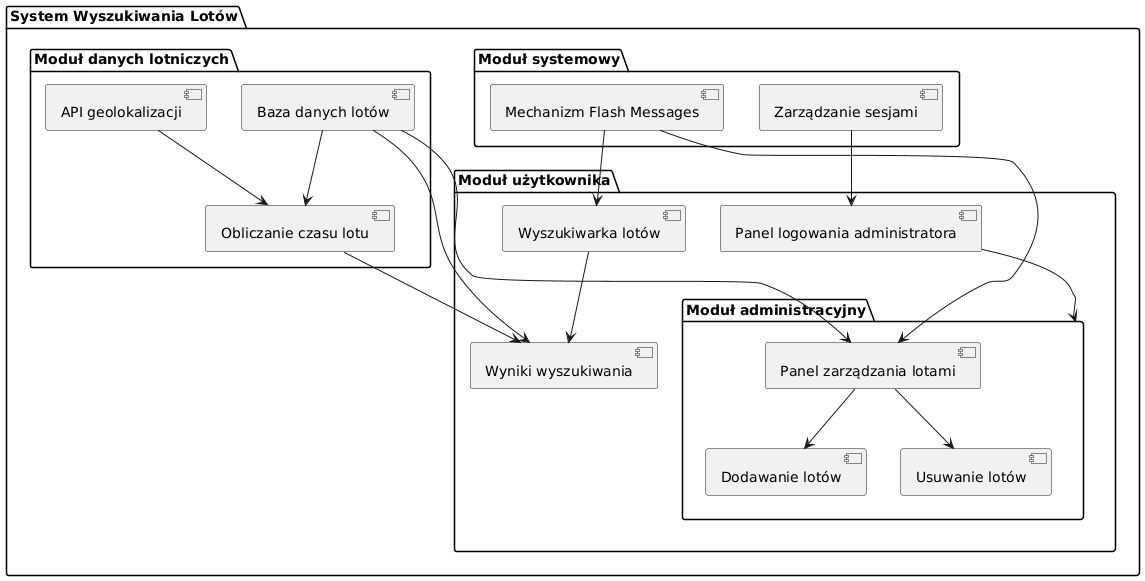 System Wyszukiwania Lotów
Moduł danych lotniczych
API geolokalizacji
Baza danych lotów
Obliczanie czasu lotu
Moduł systemowy
Mechanizm Flash Messages
Zarządzanie sesjami
Moduł użytkownika
Wyszukiwarka lotów
Panel logowania administratora
Wyniki wyszukiwania
Moduł administracyjny
Panel zarządzania lotami
Dodawanie lotów
Usuwanie lotów